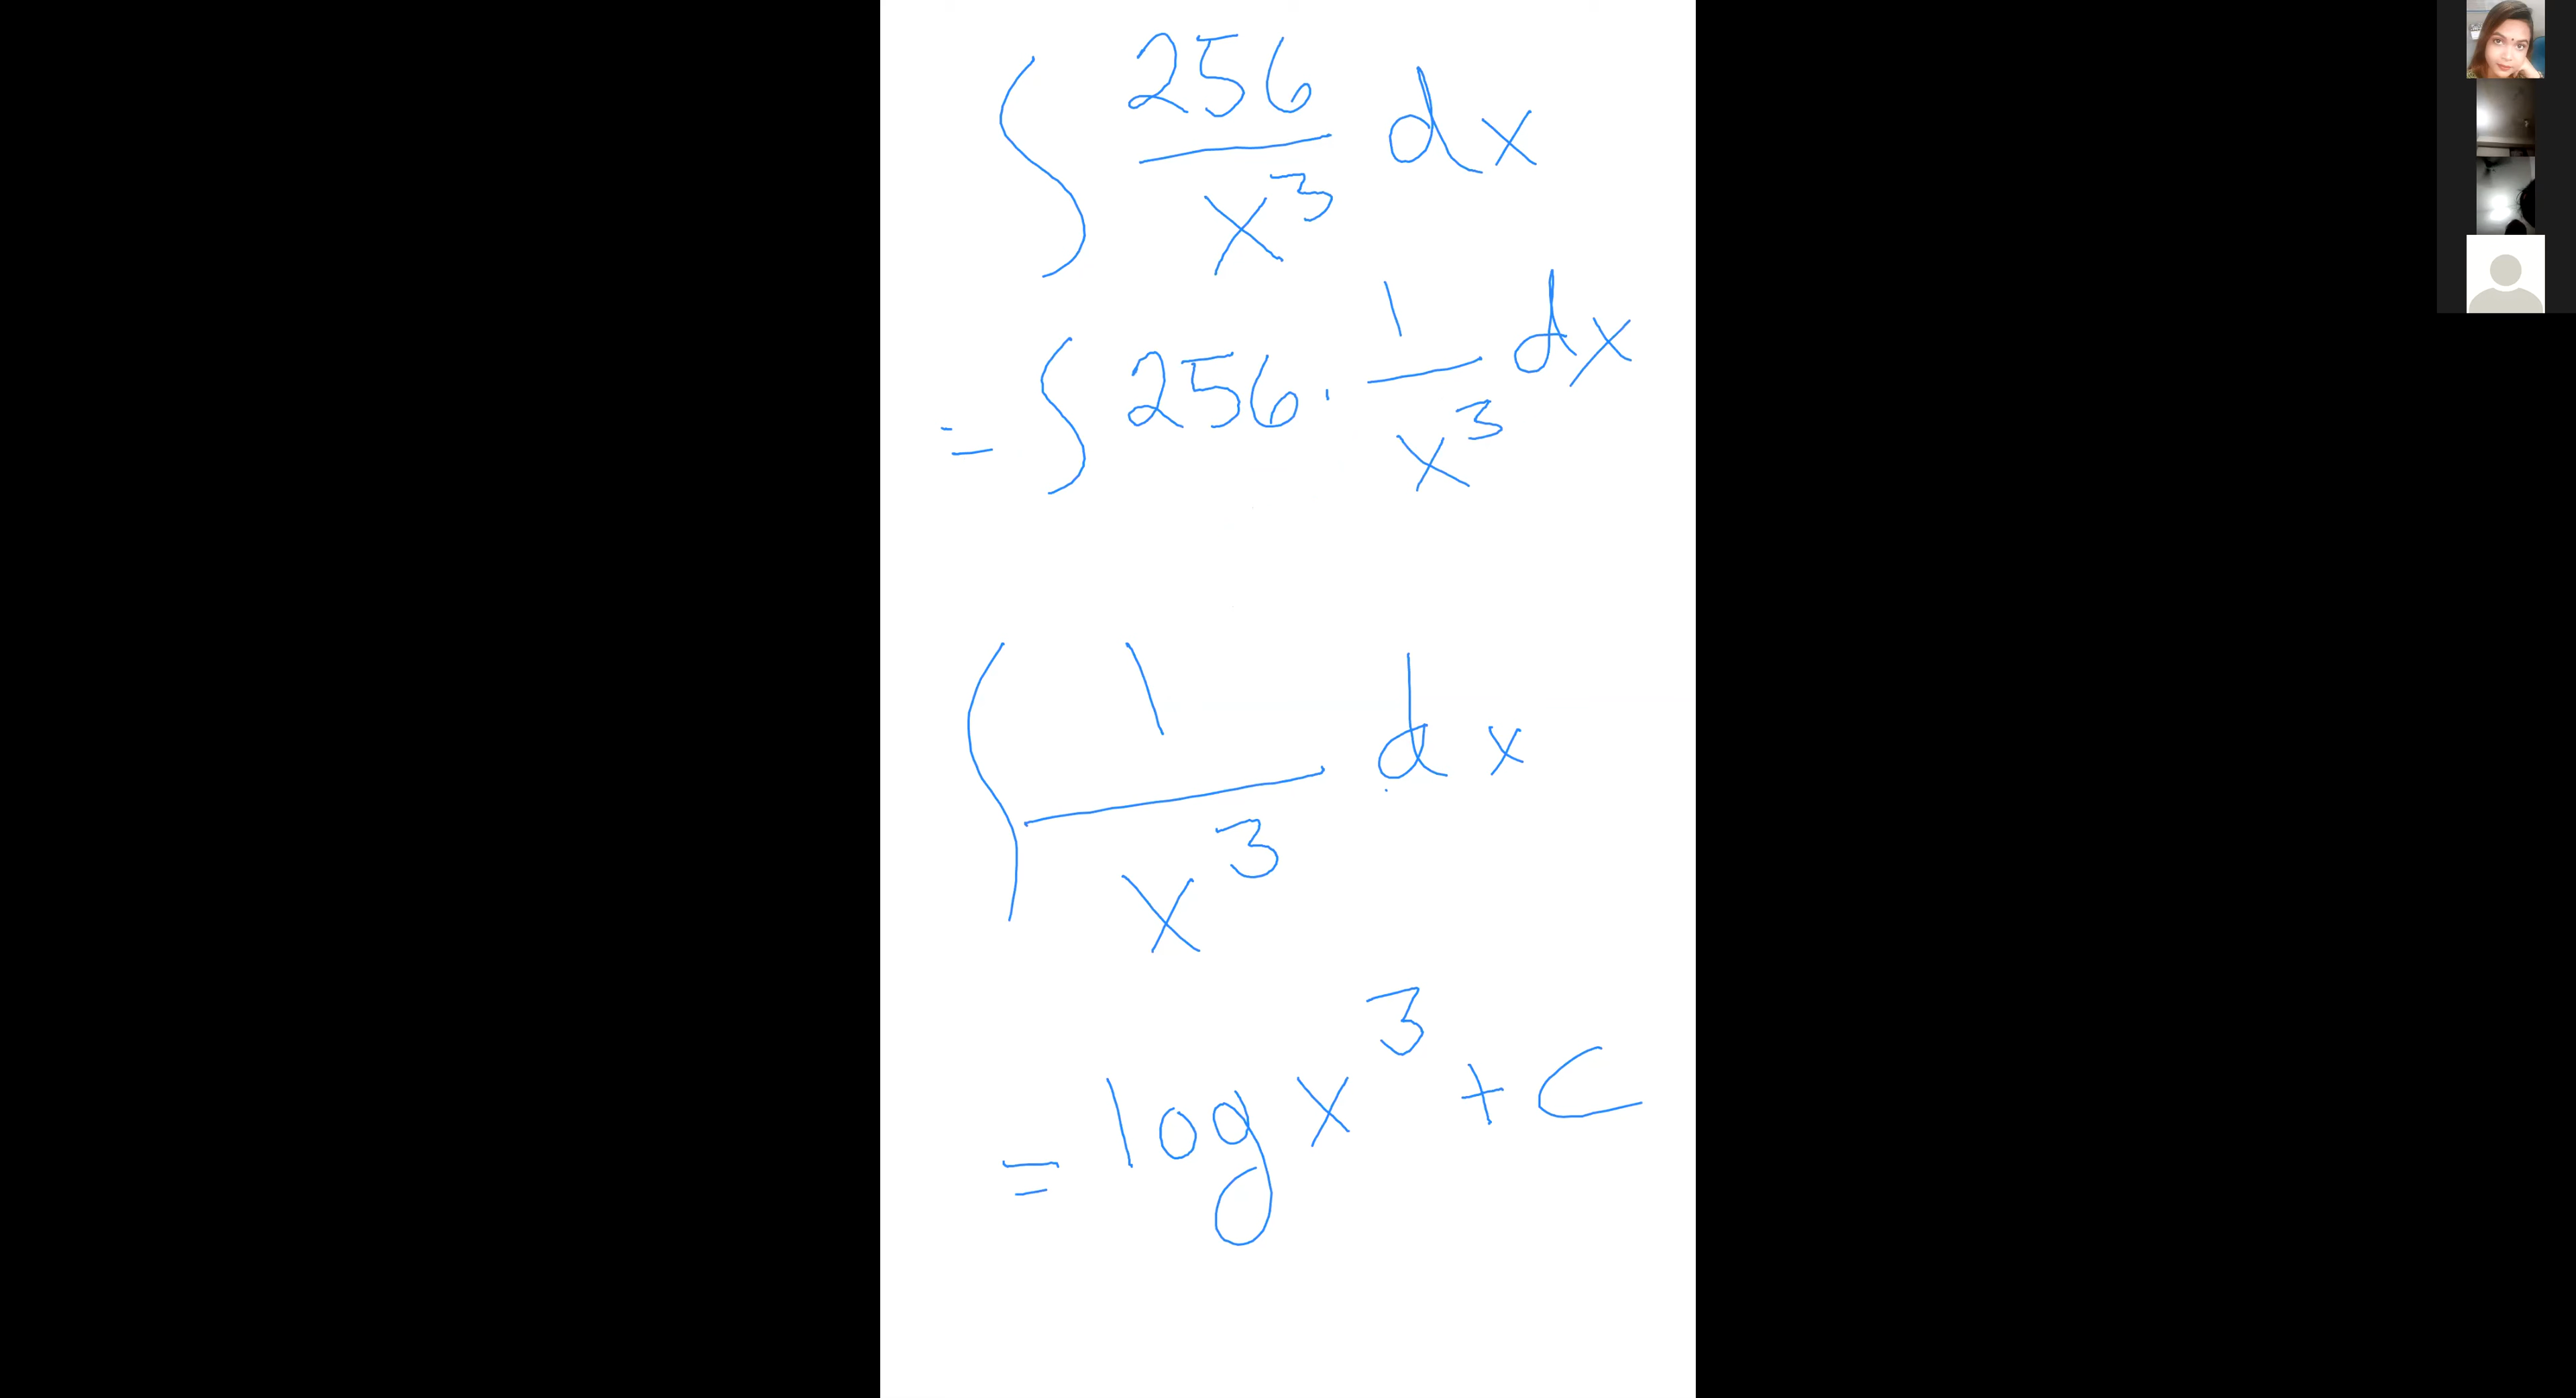 ∫ 256/x³ dx
= ∫ 256 · 1/x³ dx
∫ 1/x³ dx
= log x³ + C